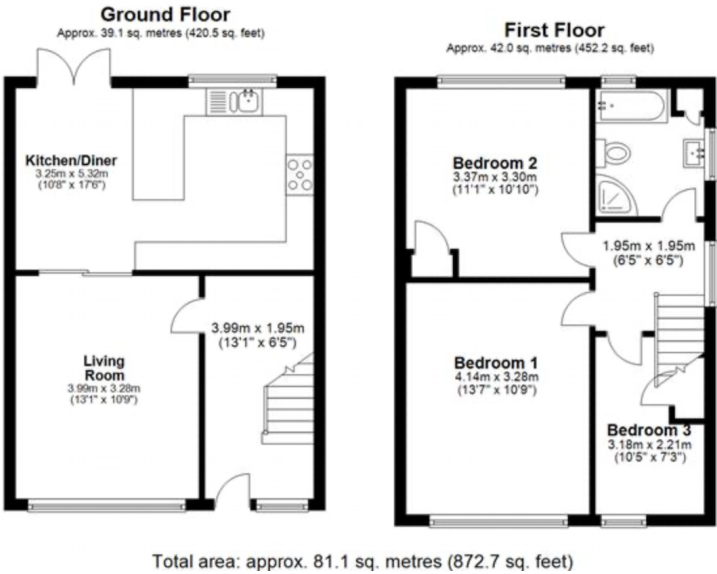 Ground Floor
Approx. 39.1 sq. metres (420.5 sq. feet)
Kitchen/Diner
3.25m x 5.32m
(10'8" x 17'6")
3.99m x 1.95m
(13'1" x 6'5")
Living
Room
3.99m x 3.28m
(13'1" x 10'9")
First Floor
Approx. 42.0 sq. metres (452.2 sq. feet)
Bedroom 2
3.37m x 3.30m
(11'1" x 10'10")
1.95m x 1.95m
(6'5" x 6'5")
Bedroom 1
4.14m x 3.28m
(13'7" x 10'9")
Bedroom 3
3.18m x 2.21m
(10'5" x 7'3")
Total area: approx. 81.1 sq. metres (872.7 sq. feet)